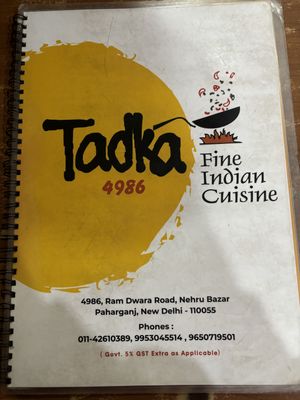 Tadka
4986
Fine
Indian
Cuisine
4986, Ram Dwara Road, Nehru Bazar
Paharganj, New Delhi - 110055
Phones :
011-42610389, 9953045514 , 9650719501
( Govt. 5% GST Extra as Applicable)